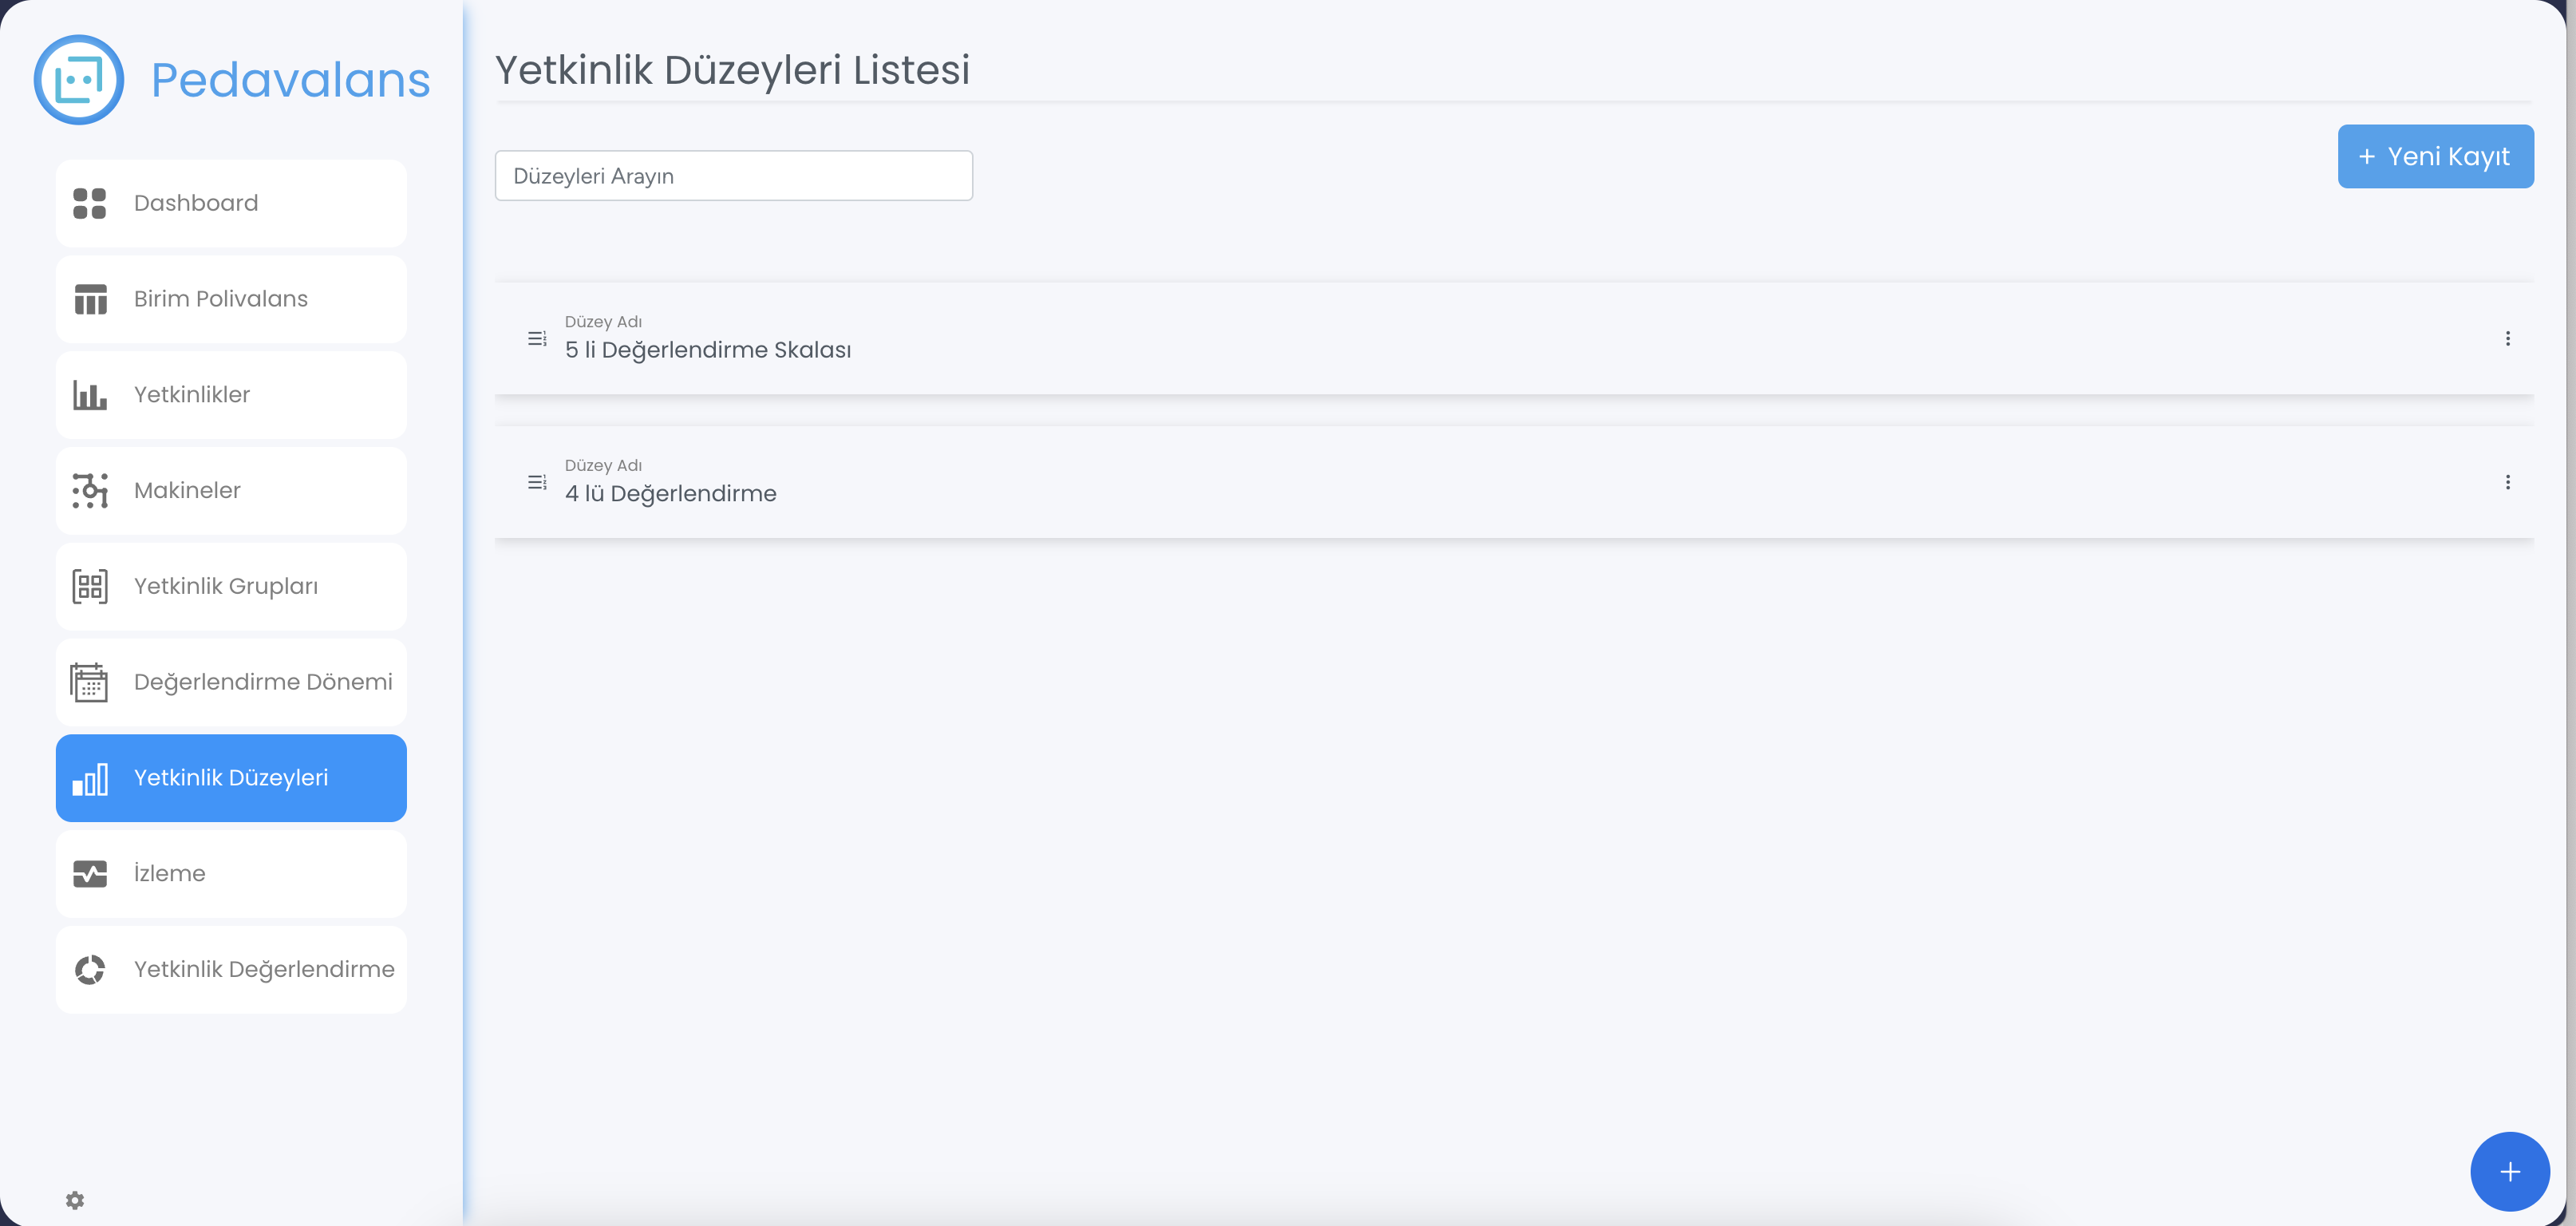 Pedavalans
Dashboard
Birim Polivalans
Yetkinlikler
Makineler
Yetkinlik Grupları
Değerlendirme Dönemi
Yetkinlik Düzeyleri
İzleme
Yetkinlik Değerlendirme
Yetkinlik Düzeyleri Listesi
Düzeyleri Arayın
+ Yeni Kayıt
Düzey Adı
5 li Değerlendirme Skalası
Düzey Adı
4 lü Değerlendirme